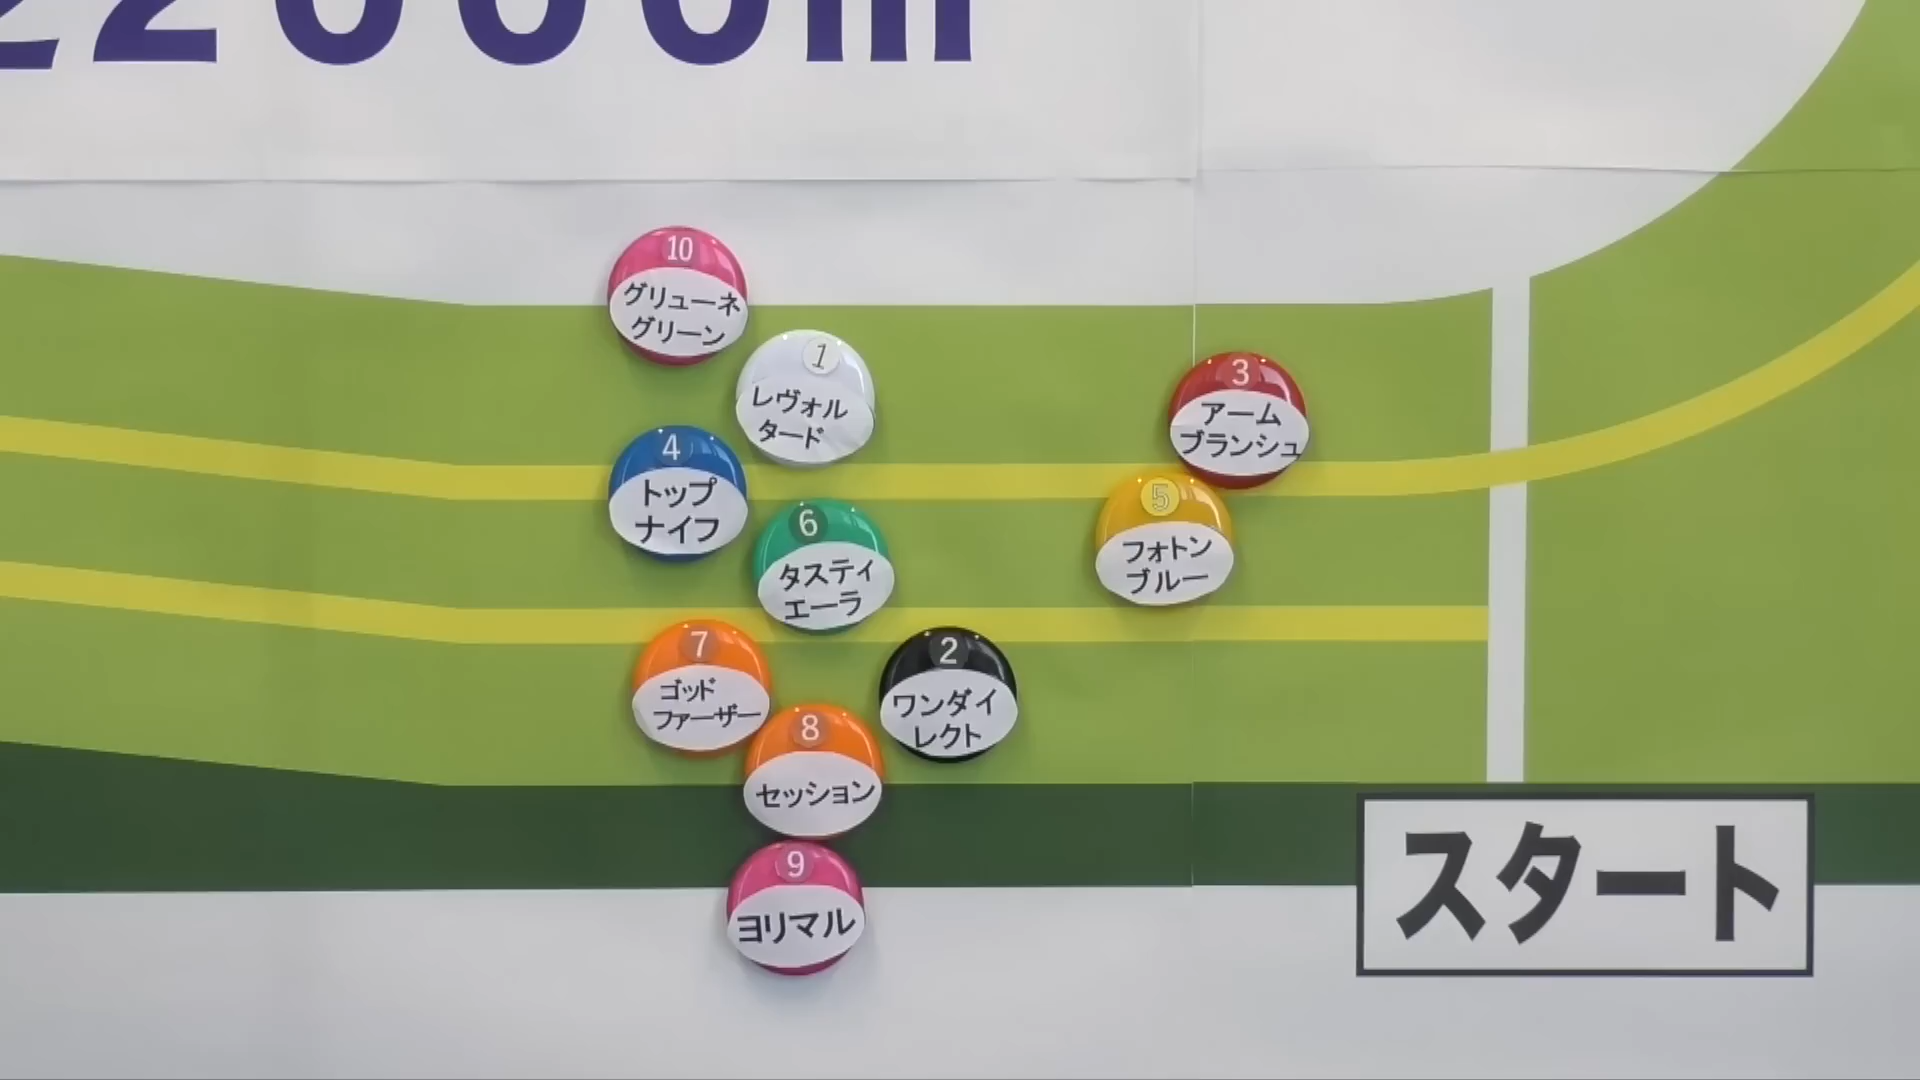 2200m
10
グリューネ
グリーン
1
レヴォル
タード
3
アーム
ブランシュ
4
トップ
ナイフ
5
フォトン
ブルー
6
タスティ
エーラ
7
ゴッド
ファーザー
2
ワンダイ
レクト
8
セッション
9
ヨリマル
スタート